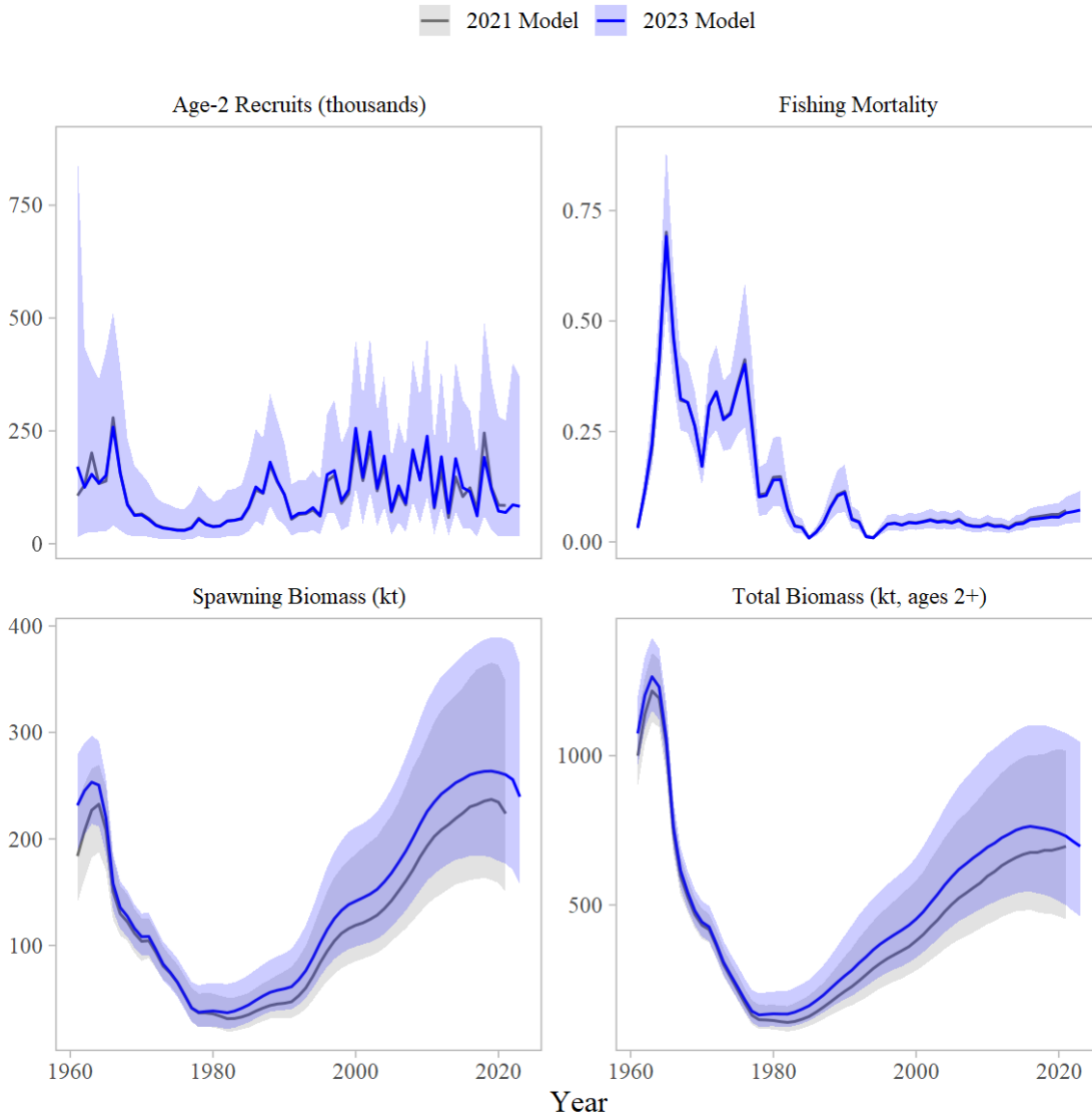 2021 Model 2023 Model
Age-2 Recruits (thousands) Fishing Mortality
750
500
250
0
0.75
0.50
0.25
0.00
Spawning Biomass (kt) Total Biomass (kt, ages 2+)
400
300
200
100
1000
500
1960 1980 2000 2020 1960 1980 2000 2020
Year